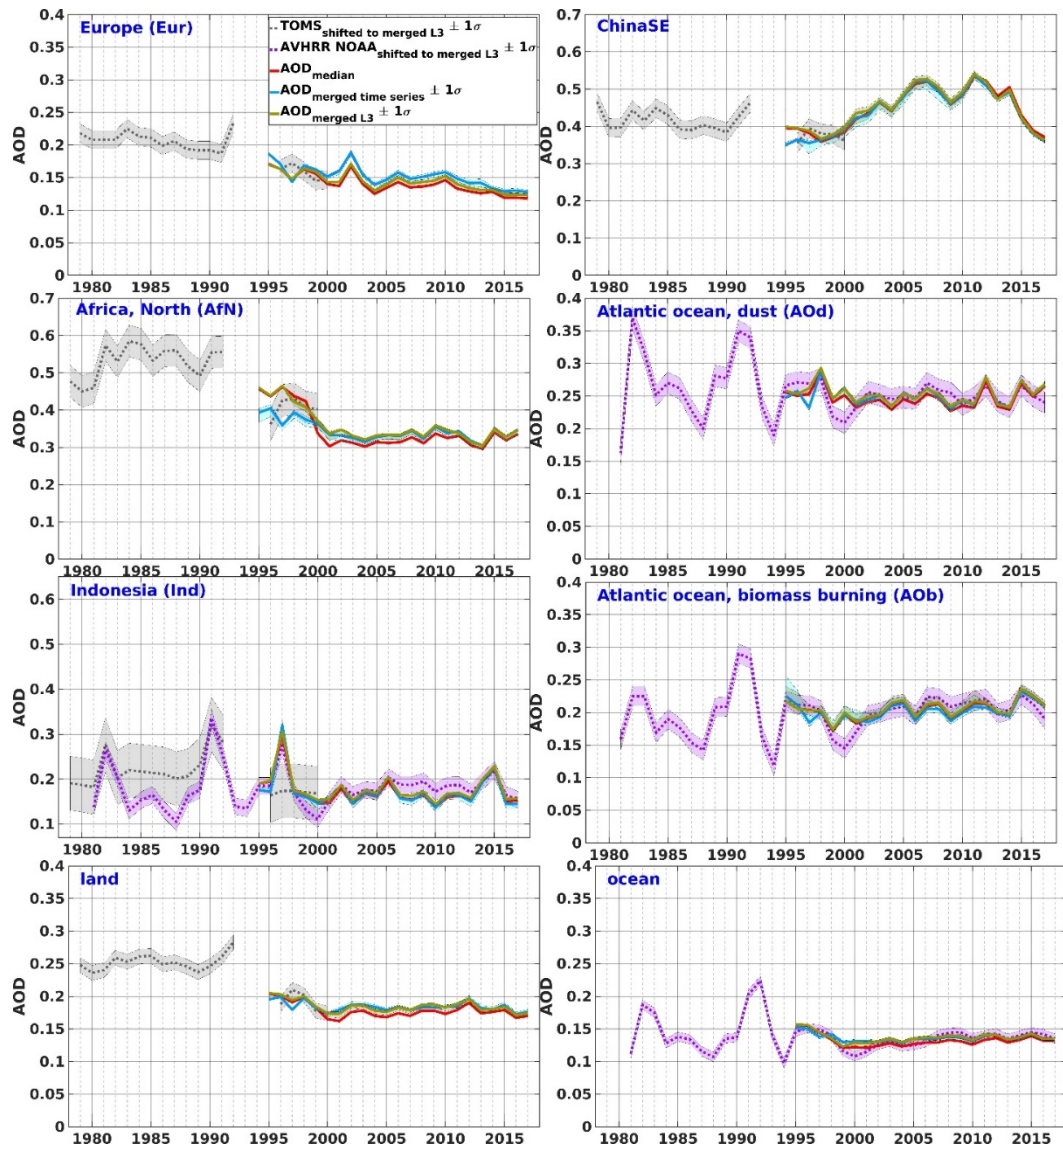 Europe (Eur)
TOMS shifted to merged L3 ± 1σ
AVHRR NOAA shifted to merged L3 ± 1σ
AOD median
AOD merged time series ± 1σ
AOD merged L3 ± 1σ
AOD
0.4
0.35
0.3
0.25
0.2
0.15
0.1
0.05
0
1980 1985 1990 1995 2000 2005 2010 2015
ChinaSE
AOD
0.7
0.6
0.5
0.4
0.3
0.2
0.1
0
1980 1985 1990 1995 2000 2005 2010 2015
Africa, North (AfN)
AOD
0.7
0.6
0.5
0.4
0.3
0.2
0.1
0
1980 1985 1990 1995 2000 2005 2010 2015
Atlantic ocean, dust (AOd)
AOD
0.4
0.35
0.3
0.25
0.2
0.15
0.1
0.05
0
1980 1985 1990 1995 2000 2005 2010 2015
Indonesia (Ind)
AOD
0.6
0.5
0.4
0.3
0.2
0.1
1980 1985 1990 1995 2000 2005 2010 2015
Atlantic ocean, biomass burning (AOb)
AOD
0.4
0.35
0.3
0.25
0.2
0.15
0.1
0.05
0
1980 1985 1990 1995 2000 2005 2010 2015
land
AOD
0.4
0.35
0.3
0.25
0.2
0.15
0.1
0.05
0
1980 1985 1990 1995 2000 2005 2010 2015
ocean
AOD
0.4
0.35
0.3
0.25
0.2
0.15
0.1
0.05
0
1980 1985 1990 1995 2000 2005 2010 2015